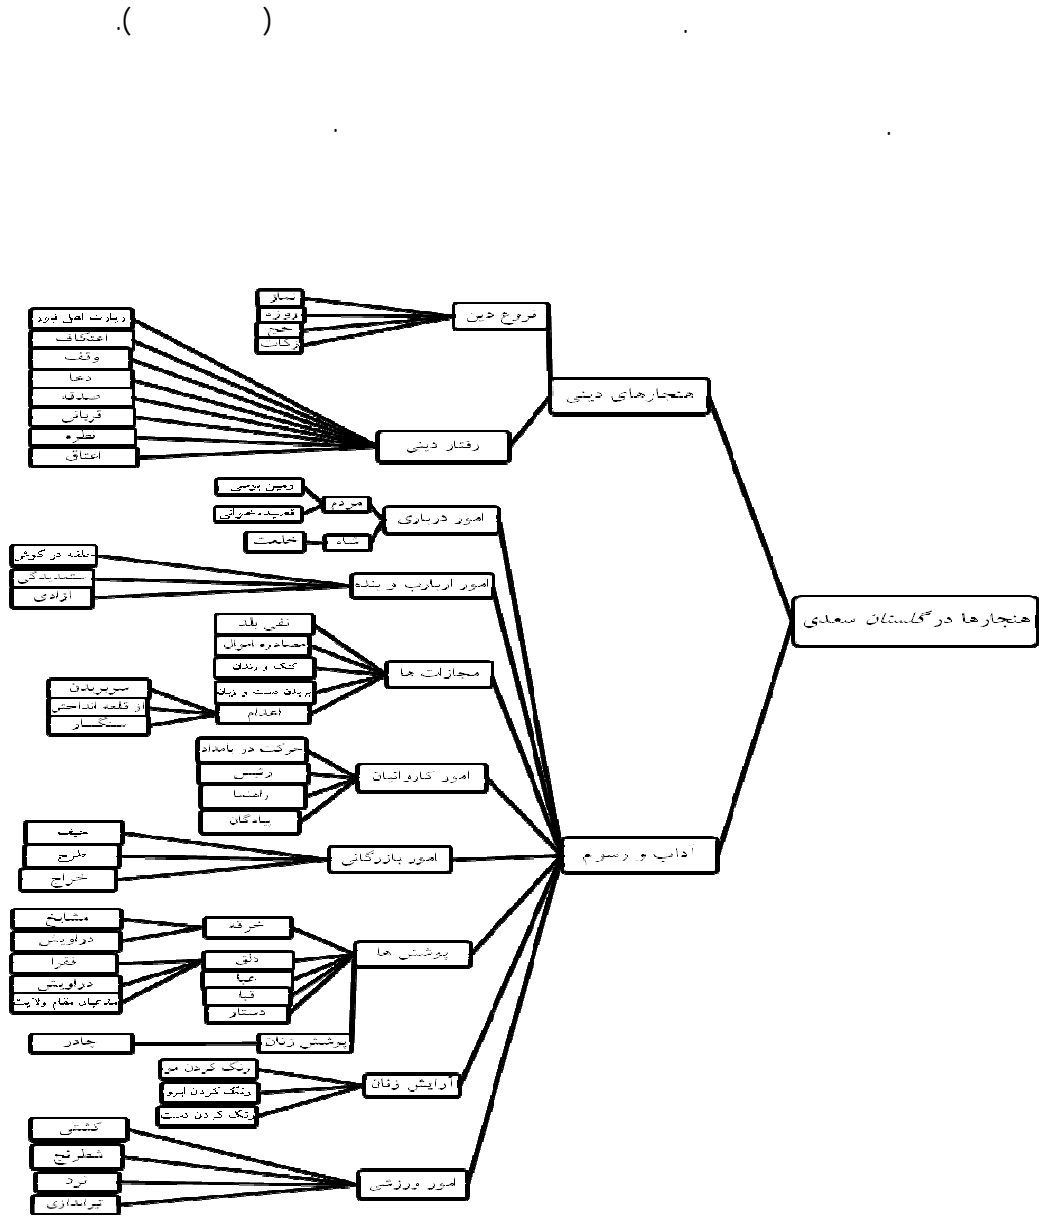 .( )
.
.
.
هنجارها در گلستان سعدی
هنجارهای دینی
فروع دین
نماز
روزه
حج
زکات
رفتار دینی
زیارت اهل قبور
اعتکاف
وقف
دعا
صدقه
قربانی
فطره
اعتاق
آداب و رسوم
امور درباری
مردم
زمین بوسی
قصیده‌خوانی
شاه
خلعت
امور ارباب و بنده
حلقه در گوش
ستمدیدگی
آزادی
مجازات ها
نفی بلد
مصادره اموال
کتک و زندان
بریدن دست و زبان
اعدام
سربریدن
از قلعه انداختن
سنگسار
امور کاروانیان
حرکت در بامداد
رئیس
راهنما
پیادگان
امور بازرگانی
طرح
خراج
پوشش ها
خرقه
مشایخ
دراویش
دلق
فقرا
دراویش
مدعیان مقام ولایت
عبا
قبا
دستار
پوشش زنان
چادر
آرایش زنان
رنگ کردن مو
رنگ کردن ابرو
رنگ کردن دست
امور ورزشی
کشتی
شطرنج
نرد
تیراندازی